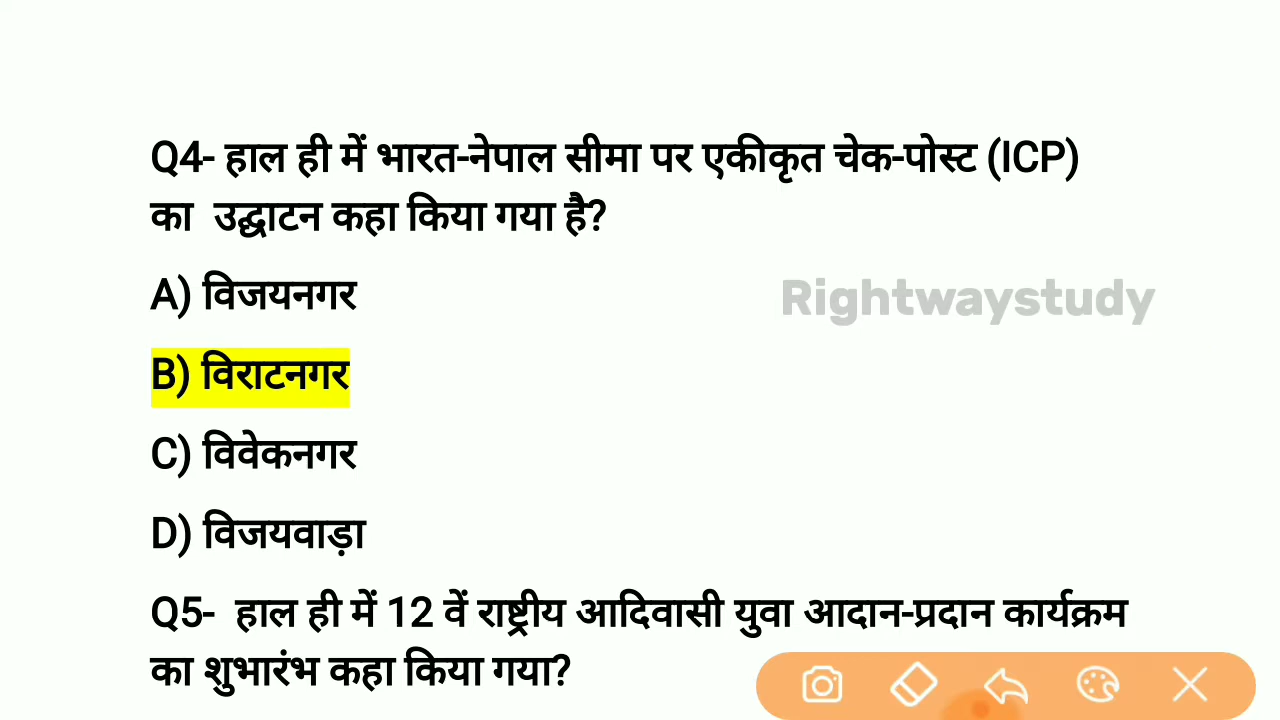 Q4- हाल ही में भारत-नेपाल सीमा पर एकीकृत चेक-पोस्ट (ICP)
का उद्घाटन कहा किया गया है?
A) विजयनगर
Rightwaystudy
B) विराटनगर
C) विवेकनगर
D) विजयवाड़ा
Q5- हाल ही में 12 वें राष्ट्रीय आदिवासी युवा आदान-प्रदान कार्यक्रम
का शुभारंभ कहा किया गया?